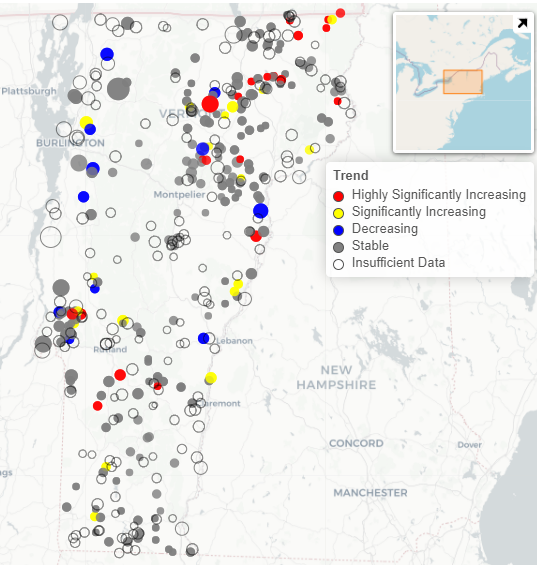 Plattsburgh
VERMONT
BURLINGTON
Montpelier
Trend
Highly Significantly Increasing
Significantly Increasing
Decreasing
Stable
Insufficient Data
Rutland
Lebanon
NEW
HAMPSHIRE
Claremont
CONCORD
Dover
MANCHESTER
ngs